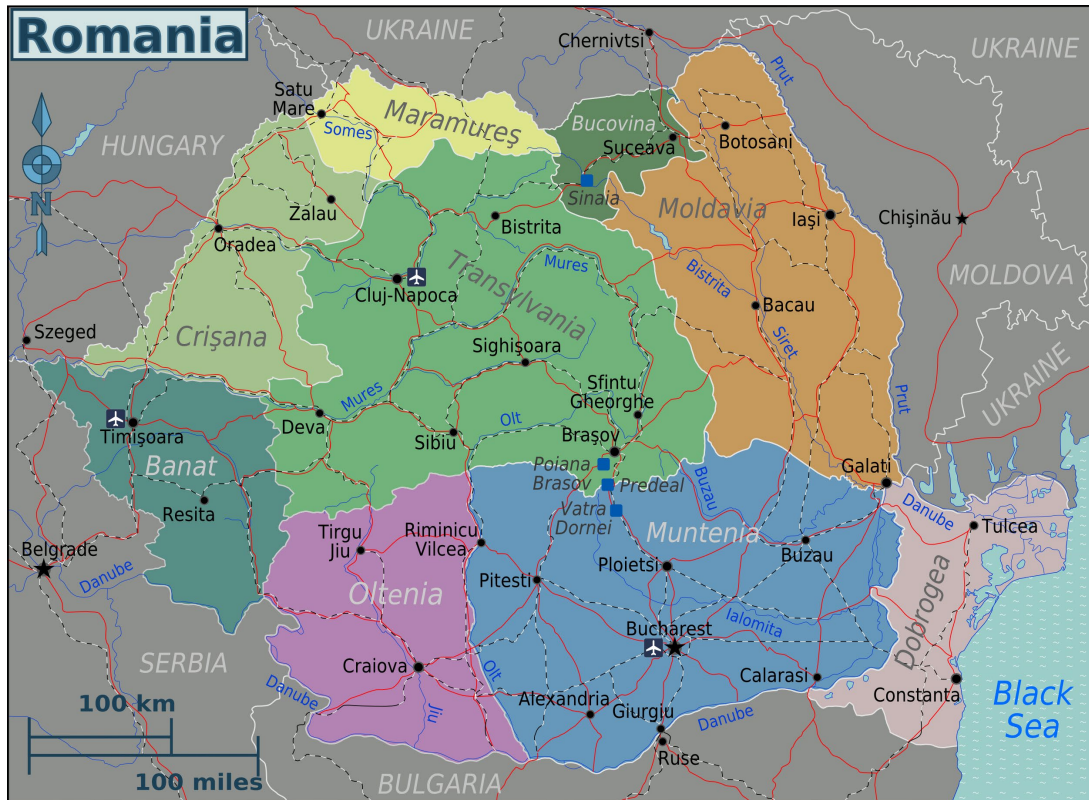 Romania
UKRAINE
Chernivtsi
UKRAINE
Prut
Satu
Mare
Maramureş
Somes
Bucovina
Suceava
Botosani
HUNGARY
N
Zălau
Sinaia
Moldavia
Iaşi
Chişinău
Oradea
Bistrita
Transylvania
Mures
Bistrita
MOLDOVA
Cluj-Napoca
Bacau
Szeged
Crişana
Sighişoara
Siret
UKRAINE
Sfintu
Gheorghe
Mures
Prut
Deva
Olt
Timişoara
Sibiu
Braşov
Banat
Poiana
Brasov
Predeal
Buzau
Galati
Resita
Vatra
Dornei
Danube
Tulcea
Tirgu
Jiu
Riminicu
Vilcea
Muntenia
Buzau
Belgrade
Danube
Pitesti
Ploietsi
Oltenia
Ialomita
Dobrogea
Bucharest
SERBIA
Craiova
Olt
Calarasi
Constanta
Danube
Alexandria
Black
Sea
100 km
Jiu
Giurgiu
Danube
Ruse
100 miles
BULGARIA